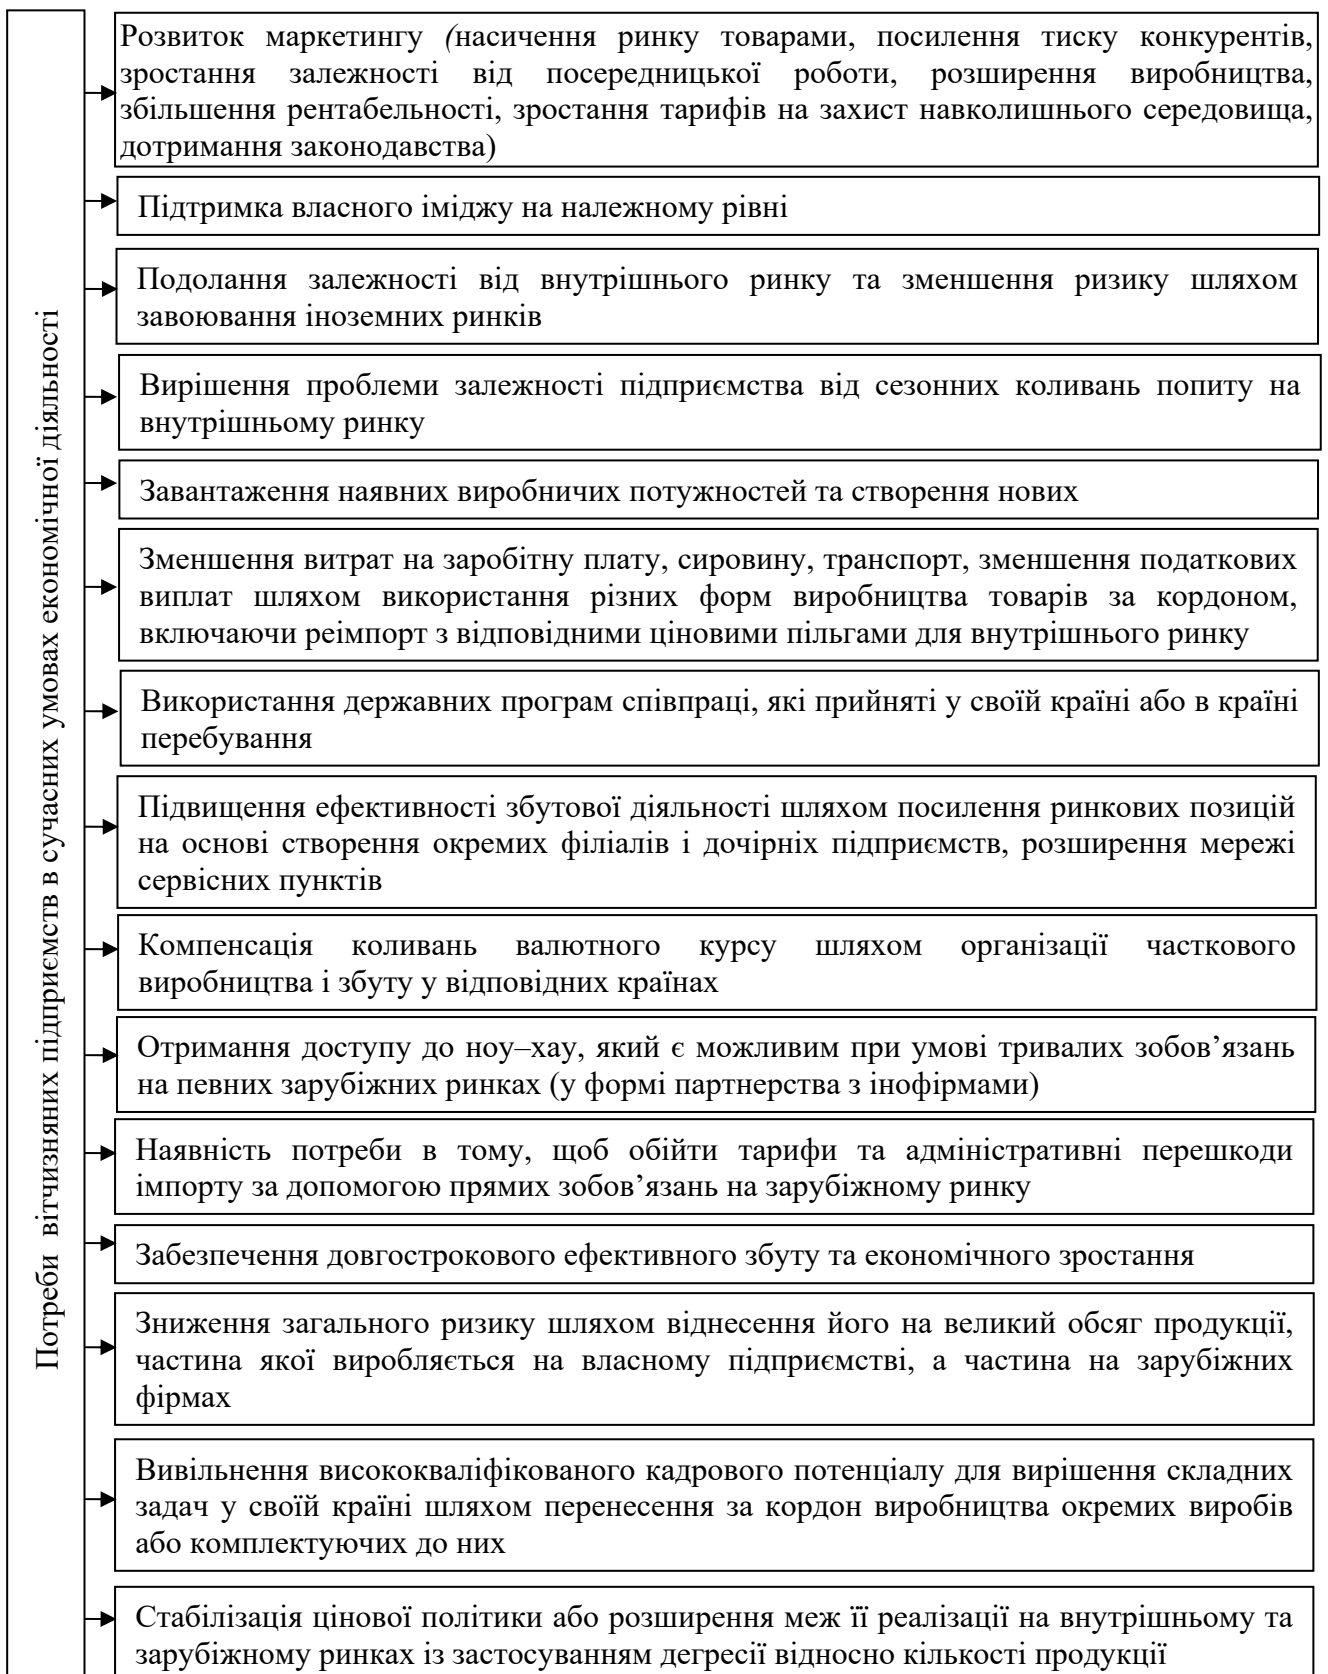 Потреби вітчизняних підприємств в сучасних умовах економічної діяльності
Розвиток маркетингу (насичення ринку товарами, посилення тиску конкурентів,
зростання залежності від посередницької роботи, розширення виробництва,
збільшення рентабельності, зростання тарифів на захист навколишнього середовища,
дотримання законодавства)
Підтримка власного іміджу на належному рівні
Подолання залежності від внутрішнього ринку та зменшення ризику шляхом
завоювання іноземних ринків
Вирішення проблеми залежності підприємства від сезонних коливань попиту на
внутрішньому ринку
Завантаження наявних виробничих потужностей та створення нових
Зменшення витрат на заробітну плату, сировину, транспорт, зменшення податкових
виплат шляхом використання різних форм виробництва товарів за кордоном,
включаючи реімпорт з відповідними ціновими пільгами для внутрішнього ринку
Використання державних програм співпраці, які прийняті у своїй країні або в країні
перебування
Підвищення ефективності збутової діяльності шляхом посилення ринкових позицій
на основі створення окремих філіалів і дочірніх підприємств, розширення мережі
сервісних пунктів
Компенсація коливань валютного курсу шляхом організації часткового
виробництва і збуту у відповідних країнах
Отримання доступу до ноу–хау, який є можливим при умові тривалих зобов’язань
на певних зарубіжних ринках (у формі партнерства з інофірмами)
Наявність потреби в тому, щоб обійти тарифи та адміністративні перешкоди
імпорту за допомогою прямих зобов’язань на зарубіжному ринку
Забезпечення довгострокового ефективного збуту та економічного зростання
Зниження загального ризику шляхом віднесення його на великий обсяг продукції,
частина якої виробляється на власному підприємстві, а частина на зарубіжних
фірмах
Вивільнення висококваліфікованого кадрового потенціалу для вирішення складних
задач у своїй країні шляхом перенесення за кордон виробництва окремих виробів
або комплектуючих до них
Стабілізація цінової політики або розширення меж її реалізації на внутрішньому та
зарубіжному ринках із застосуванням дегресії відносно кількості продукції